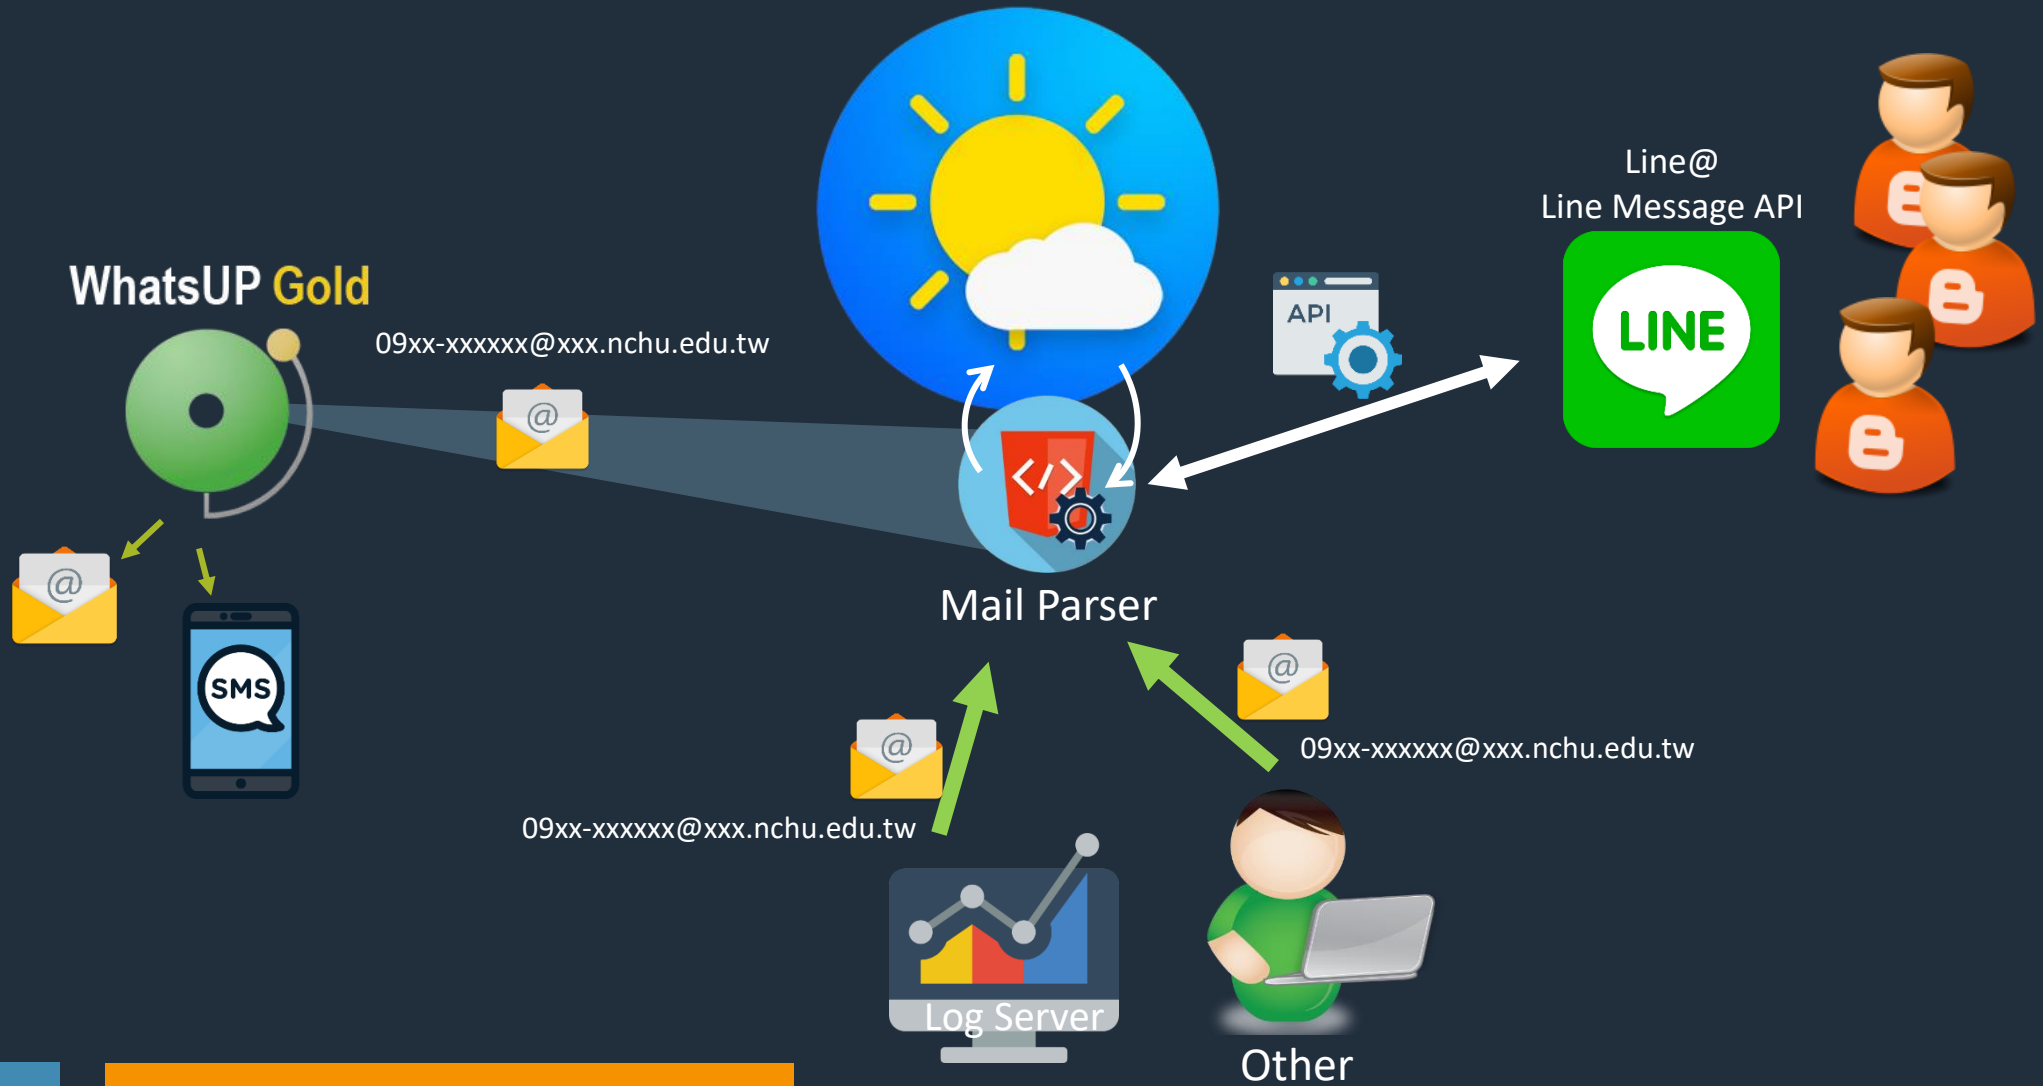 Line@
Line Message API
WhatsUP Gold
09xx-xxxxxx@xxx.nchu.edu.tw
API
LINE
@
</>
@
Mail Parser
SMS
@
@
09xx-xxxxxx@xxx.nchu.edu.tw
09xx-xxxxxx@xxx.nchu.edu.tw
Log Server
Other